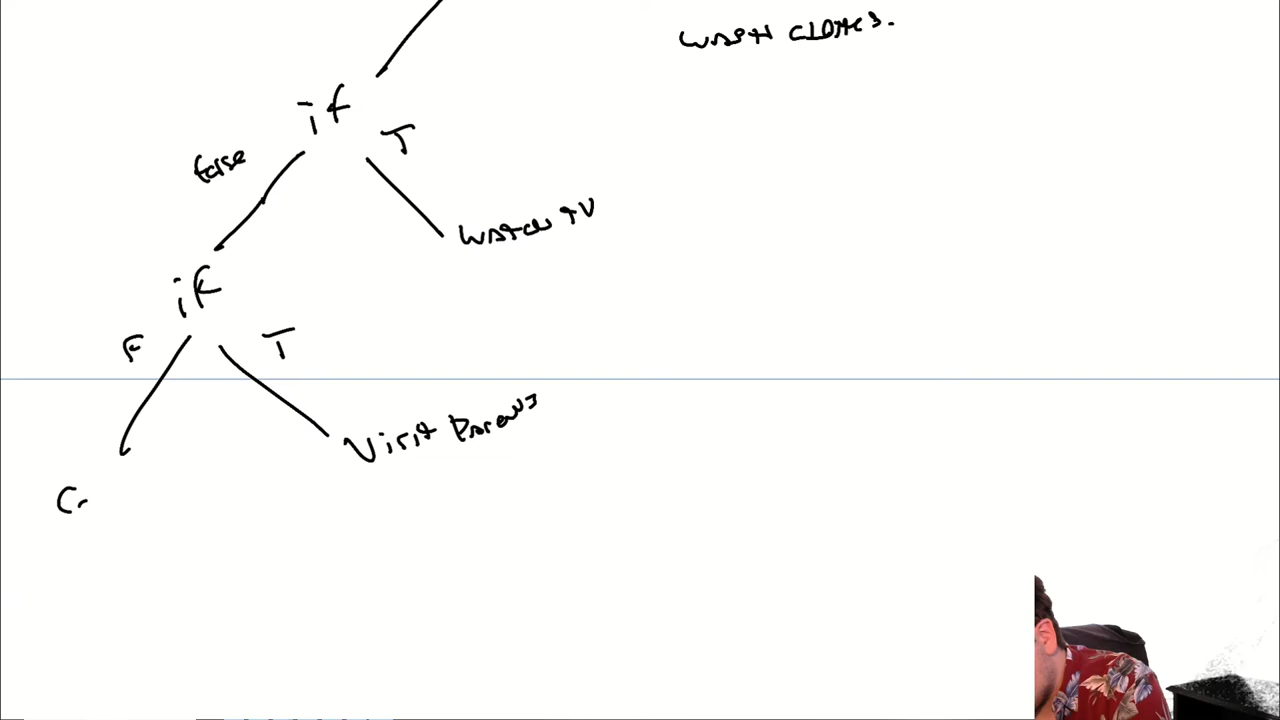 WASH CLOTHES.
if
T
false
WATCH TV
if
F
T
Visit Parents
C